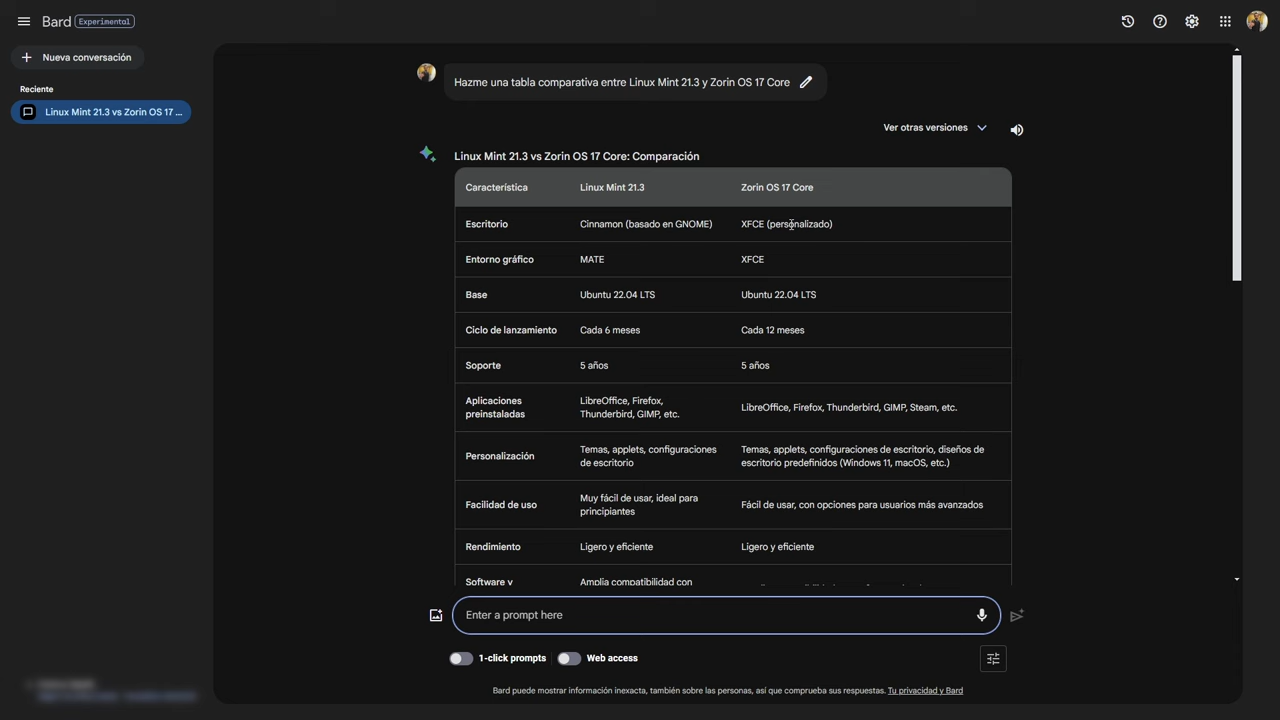 Bard Experimental
Nueva conversación
Reciente
Linux Mint 21.3 vs Zorin OS 17 ...
Hazme una tabla comparativa entre Linux Mint 21.3 y Zorin OS 17 Core
Ver otras versiones
Linux Mint 21.3 vs Zorin OS 17 Core: Comparación
Característica Linux Mint 21.3 Zorin OS 17 Core
Escritorio Cinnamon (basado en GNOME) XFCE (personalizado)
Entorno gráfico MATE XFCE
Base Ubuntu 22.04 LTS Ubuntu 22.04 LTS
Ciclo de lanzamiento Cada 6 meses Cada 12 meses
Soporte 5 años 5 años
Aplicaciones preinstaladas
LibreOffice, Firefox,
Thunderbird, GIMP, etc.
LibreOffice, Firefox, Thunderbird, GIMP, Steam, etc.
Personalización
Temas, applets, configuraciones
de escritorio
Temas, applets, configuraciones de escritorio, diseños de
escritorio predefinidos (Windows 11, macOS, etc.)
Facilidad de uso
Muy fácil de usar, ideal para
principiantes
Fácil de usar, con opciones para usuarios más avanzados
Rendimiento Ligero y eficiente Ligero y eficiente
Software y Amplia compatibilidad con
Enter a prompt here
1-click prompts Web access
Bard puede mostrar información inexacta, también sobre las personas, así que comprueba sus respuestas. Tu privacidad y Bard